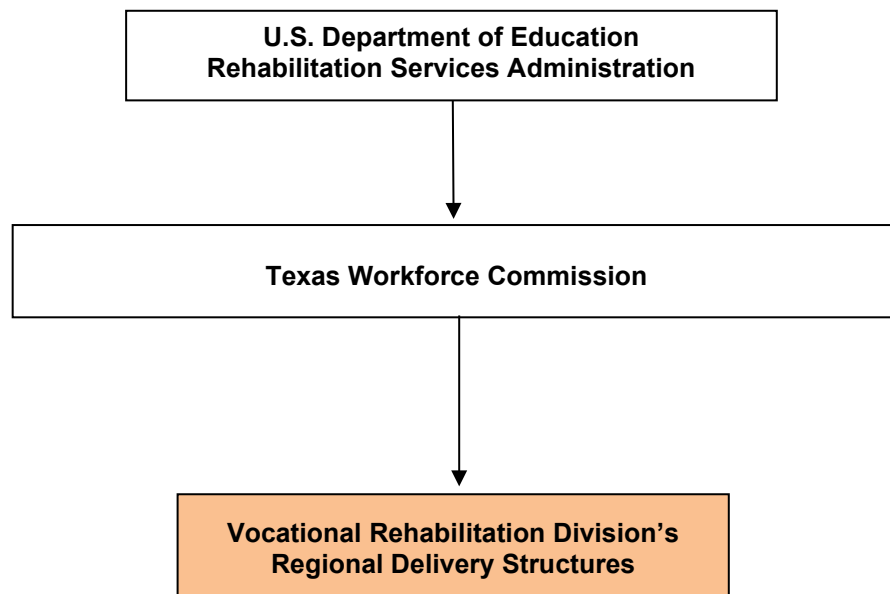 U.S. Department of Education
Rehabilitation Services Administration
Texas Workforce Commission
Vocational Rehabilitation Division’s
Regional Delivery Structures